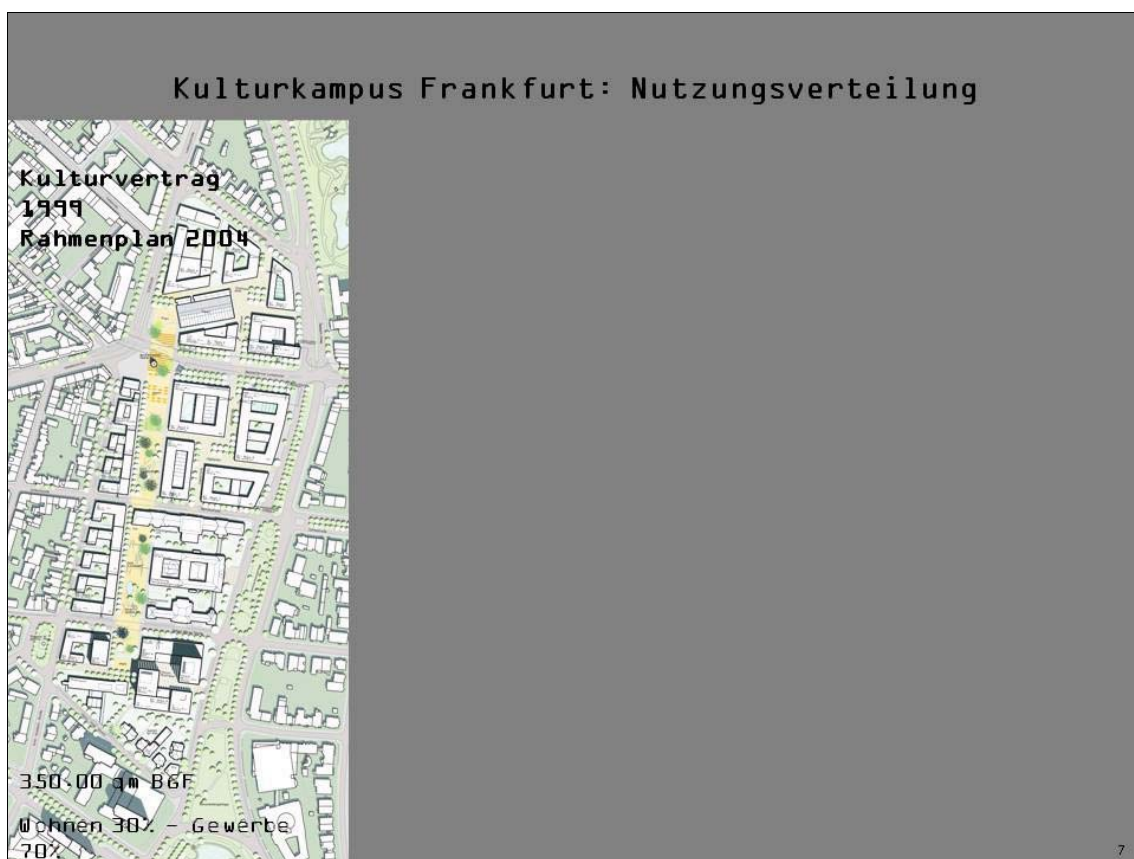 Kulturkampus Frankfurt: Nutzungsverteilung
Kulturvertrag
1999
Rahmenplan 2004
350.00 qm BGF
Wohnen 30% - Gewerbe
70%
7